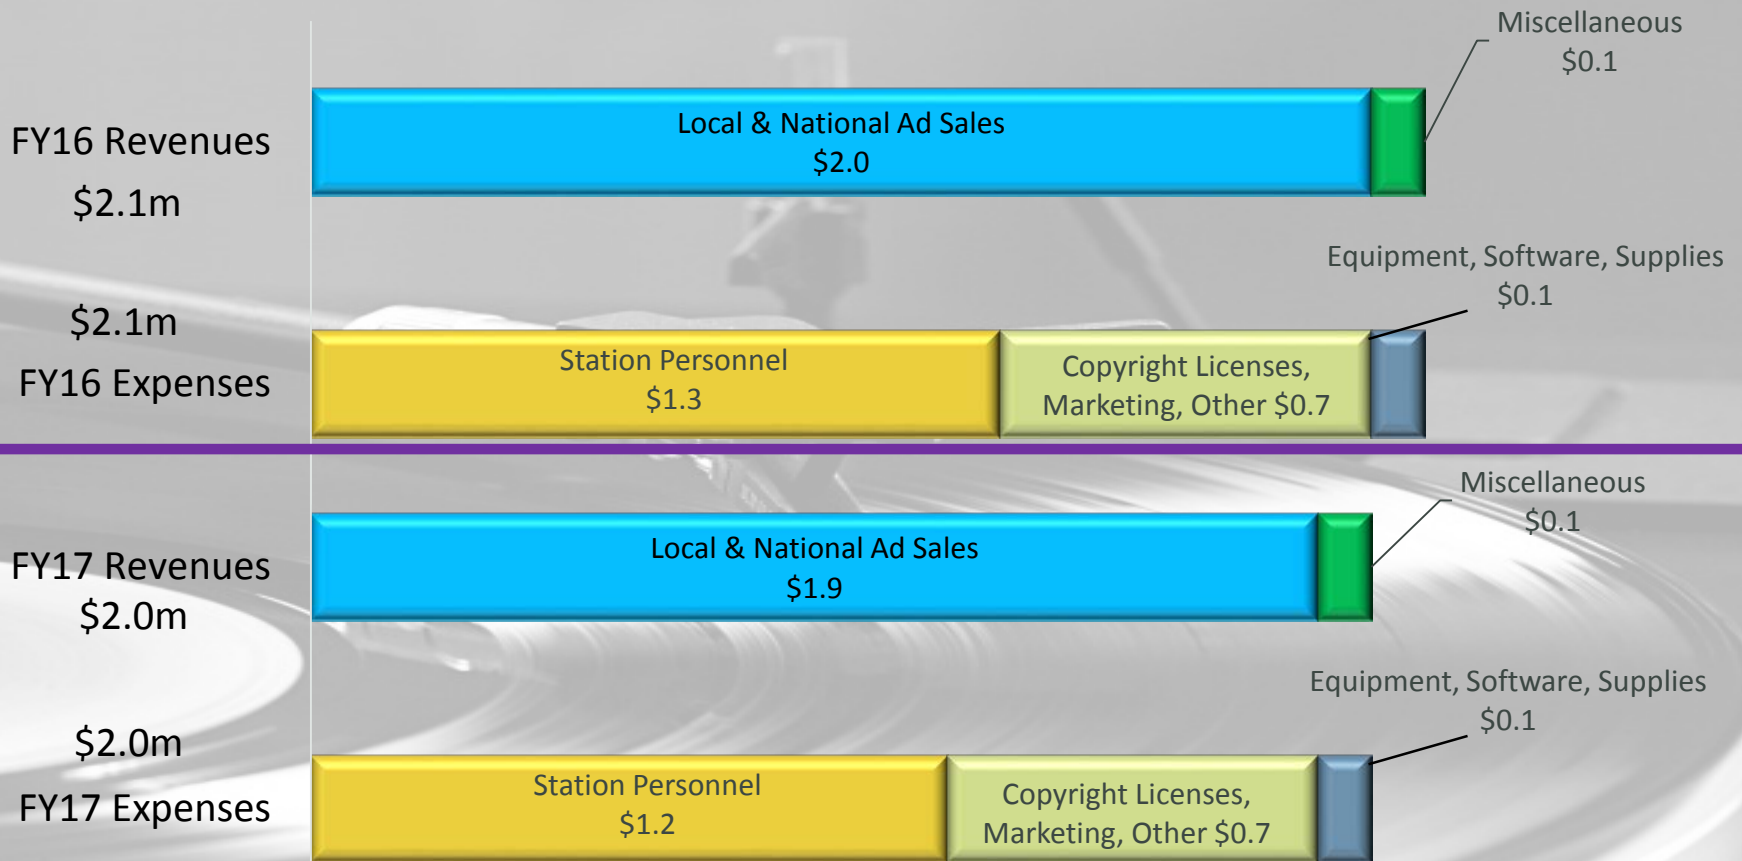 Miscellaneous
$0.1
FY16 Revenues
$2.1m
Local & National Ad Sales
$2.0
Equipment, Software, Supplies
$0.1
$2.1m
FY16 Expenses
Station Personnel
$1.3
Copyright Licenses,
Marketing, Other $0.7
Miscellaneous
$0.1
FY17 Revenues
$2.0m
Local & National Ad Sales
$1.9
Equipment, Software, Supplies
$0.1
$2.0m
FY17 Expenses
Station Personnel
$1.2
Copyright Licenses,
Marketing, Other $0.7